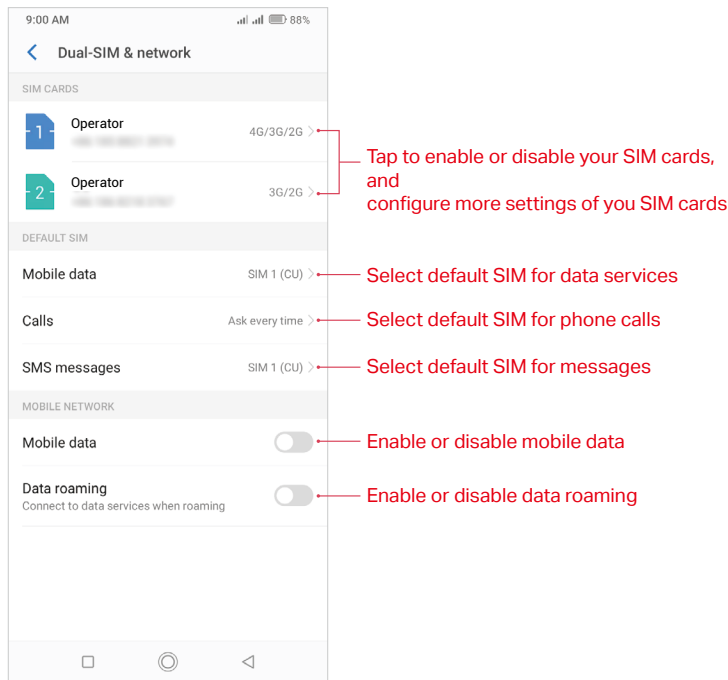 9:00 AM 88%
Dual-SIM & network
SIM CARDS
1 Operator 4G/3G/2G
Tap to enable or disable your SIM cards,
and
configure more settings of you SIM cards
2 Operator 3G/2G
DEFAULT SIM
Mobile data SIM 1 (CU) Select default SIM for data services
Calls Ask every time Select default SIM for phone calls
SMS messages SIM 1 (CU) Select default SIM for messages
MOBILE NETWORK
Mobile data Enable or disable mobile data
Data roaming Enable or disable data roaming
Connect to data services when roaming